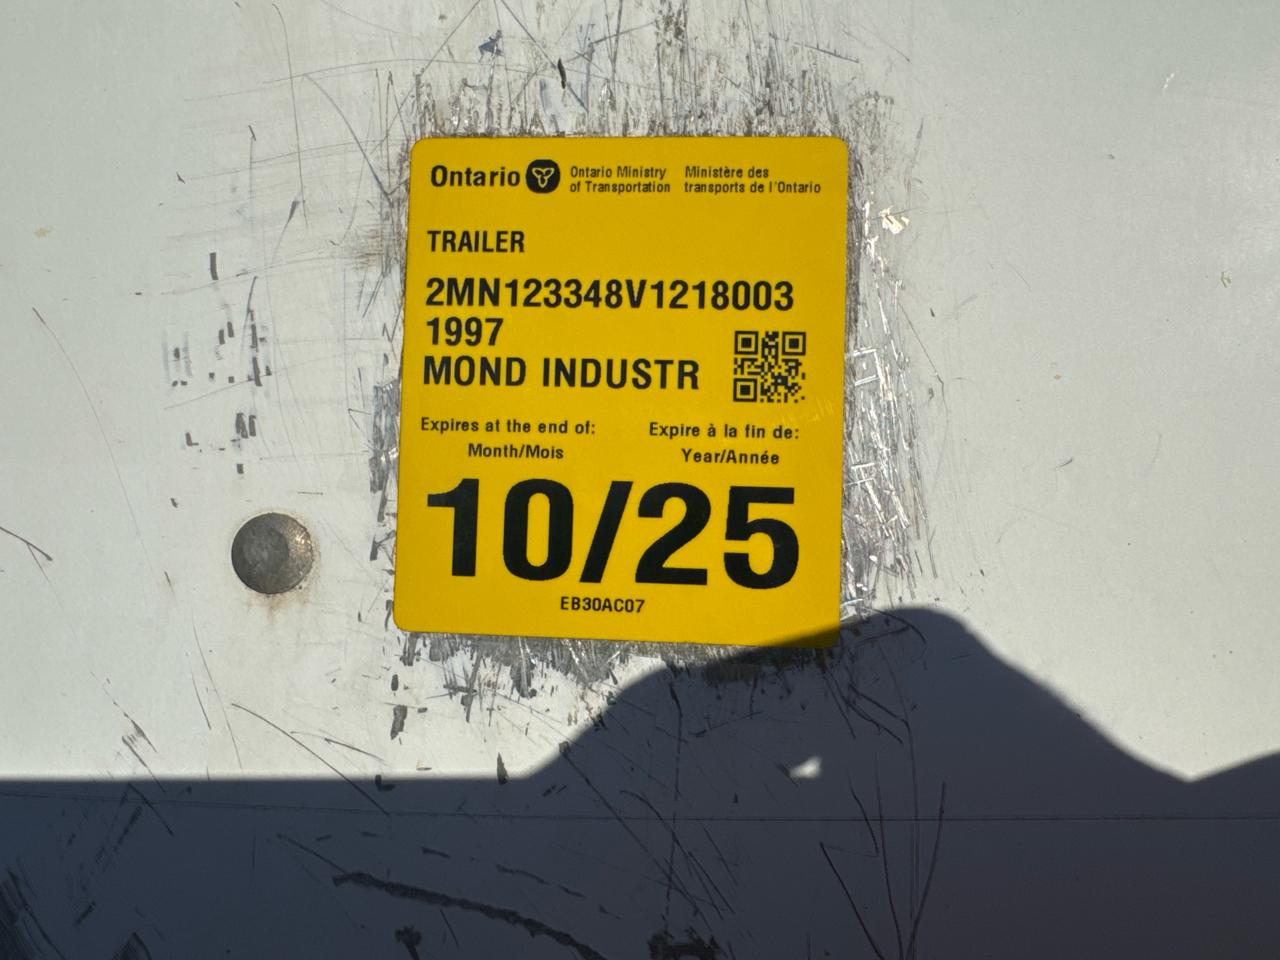 Ontario
Ontario Ministry
of Transportation
Ministère des
transports de l'Ontario
TRAILER
2MN123348V1218003
1997
MOND INDUSTR
Expires at the end of:
Month/Mois
Expire à la fin de:
Year/Année
10/25
EB30AC07